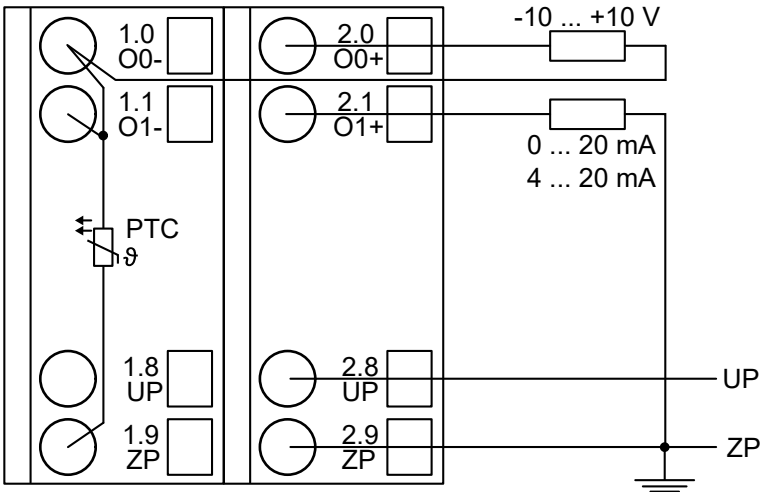 -10 ... +10 V
1.0
O0-
2.0
O0+
1.1
O1-
2.1
O1+
0 ... 20 mA
4 ... 20 mA
PTC
ϑ
1.8
UP
2.8
UP
UP
1.9
ZP
2.9
ZP
ZP